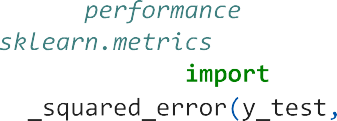 performance
sklearn.metrics
import
_squared_error(y_test,